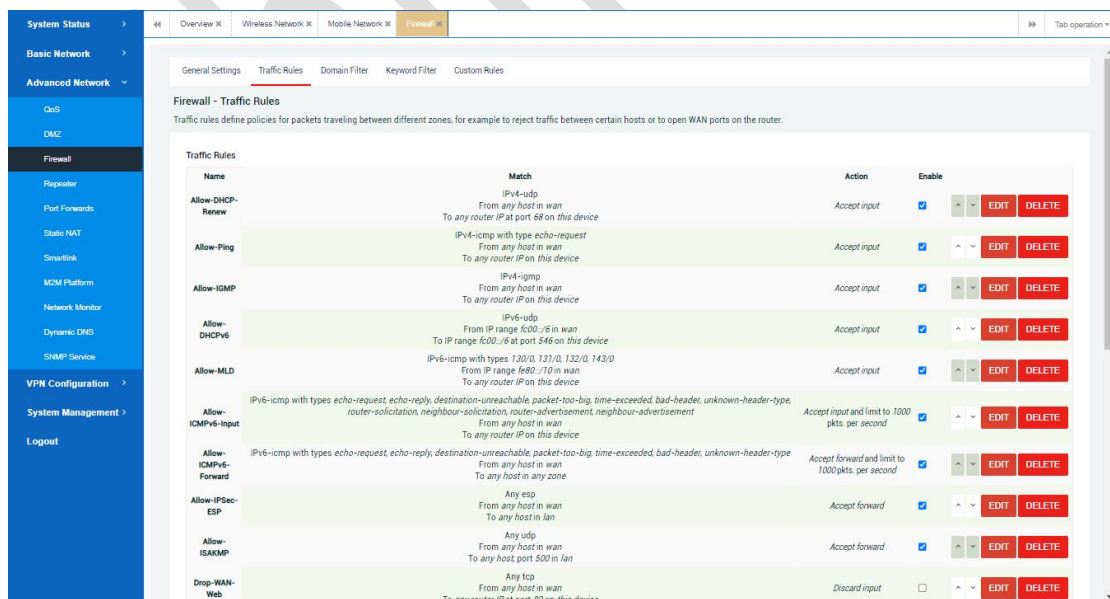 System Status
Overview
Wireless Network
Mobile Network
Firewall
Tab operation
Basic Network
Advanced Network
QoS
DMZ
Firewall
Repeater
Port Forwards
Static NAT
Smartlink
M2M Platform
Network Monitor
Dynamic DNS
SNMP Service
VPN Configuration
System Management
Logout
General Settings
Traffic Rules
Domain Filter
Keyword Filter
Custom Rules
Firewall - Traffic Rules
Traffic rules define policies for packets traveling between different zones, for example to reject traffic between certain hosts or to open WAN ports on the router.
Traffic Rules
Name Match Action Enable
Allow-DHCP-
Renew
IPv4-udp
From any host in wan
To any router IP at port 68 on this device
Accept input
EDIT DELETE
Allow-Ping
IPv4-icmp with type echo-request
From any host in wan
To any router IP on this device
Accept input
EDIT DELETE
Allow-IGMP
IPv4-igmp
From any host in wan
To any router IP on this device
Accept input
EDIT DELETE
Allow-
DHCPv6
IPv6-udp
From IP range fc00::/6 in wan
To IP range fc00::/6 at port 546 on this device
Accept input
EDIT DELETE
Allow-MLD
IPv6-icmp with types 130/0, 131/0, 132/0, 143/0
From IP range fe80::/10 in wan
To any router IP on this device
Accept input
EDIT DELETE
Allow-
ICMPv6-Input
IPv6-icmp with types echo-request, echo-reply, destination-unreachable, packet-too-big, time-exceeded, bad-header, unknown-header-type,
router-solicitation, neighbour-solicitation, router-advertisement, neighbour-advertisement
From any host in wan
To any router IP on this device
Accept input and limit to 1000
pkts. per second
EDIT DELETE
Allow-
ICMPv6-
Forward
IPv6-icmp with types echo-request, echo-reply, destination-unreachable, packet-too-big, time-exceeded, bad-header, unknown-header-type
From any host in wan
To any host in any zone
Accept forward and limit to
1000 pkts. per second
EDIT DELETE
Allow-IPSec-
ESP
Any esp
From any host in wan
To any host in lan
Accept forward
EDIT DELETE
Allow-
ISAKMP
Any udp
From any host in wan
To any host, port 500 in lan
Accept forward
EDIT DELETE
Drop-WAN-
Web
Any tcp
From any host in wan
To any router IP at port 80 on this device
Discard input
EDIT DELETE